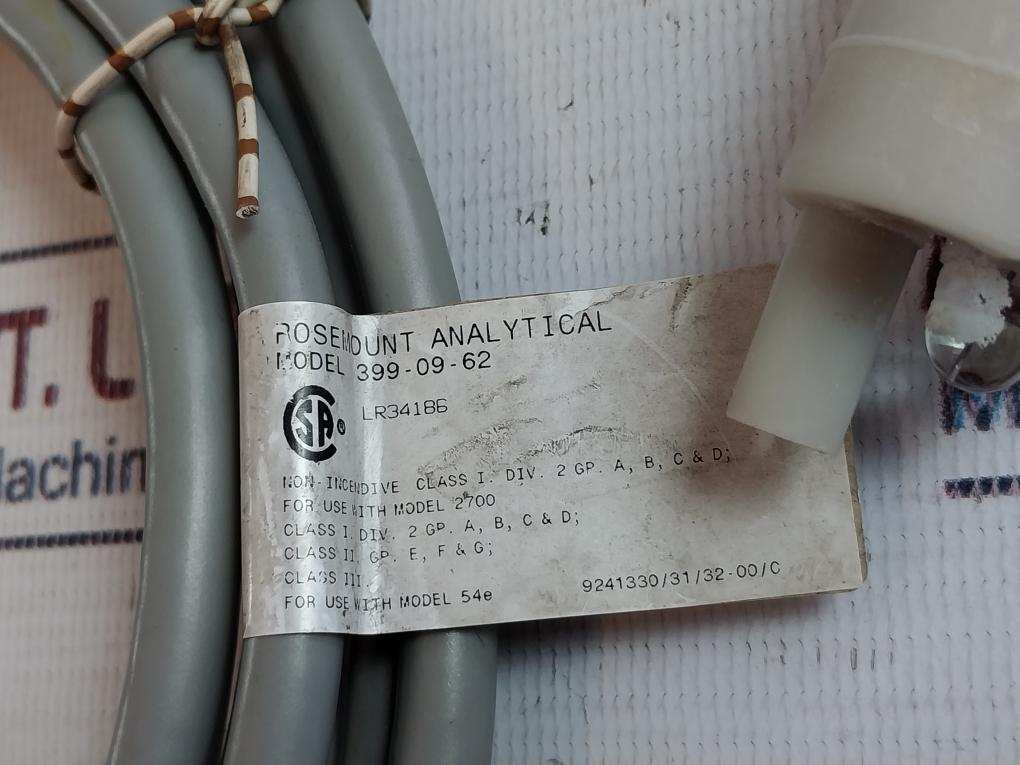 ROSEMOUNT ANALYTICAL
MODEL 399-09-62
CSA® LR34186
NON-INCENDIVE CLASS I. DIV. 2 GP. A, B, C & D;
FOR USE WITH MODEL 2700
CLASS I. DIV. 2 GP. A, B, C & D;
CLASS II. GP. E, F & G;
CLASS III.
FOR USE WITH MODEL 54e
9241330/31/32-00/C